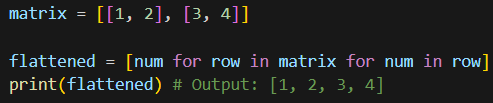 matrix = [[1, 2], [3, 4]]
flattened = [num for row in matrix for num in row]
print(flattened) # Output: [1, 2, 3, 4]